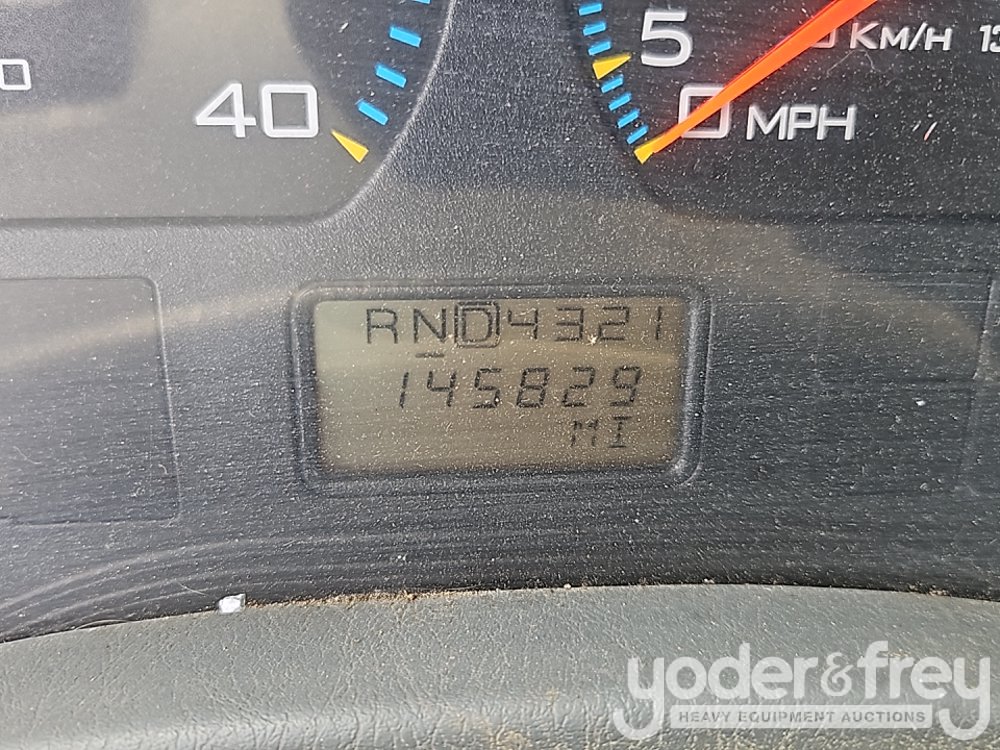 40
5
0 MPH
KM/H
RND4321
145829
MI
yoder&frey
HEAVY EQUIPMENT AUCTIONS